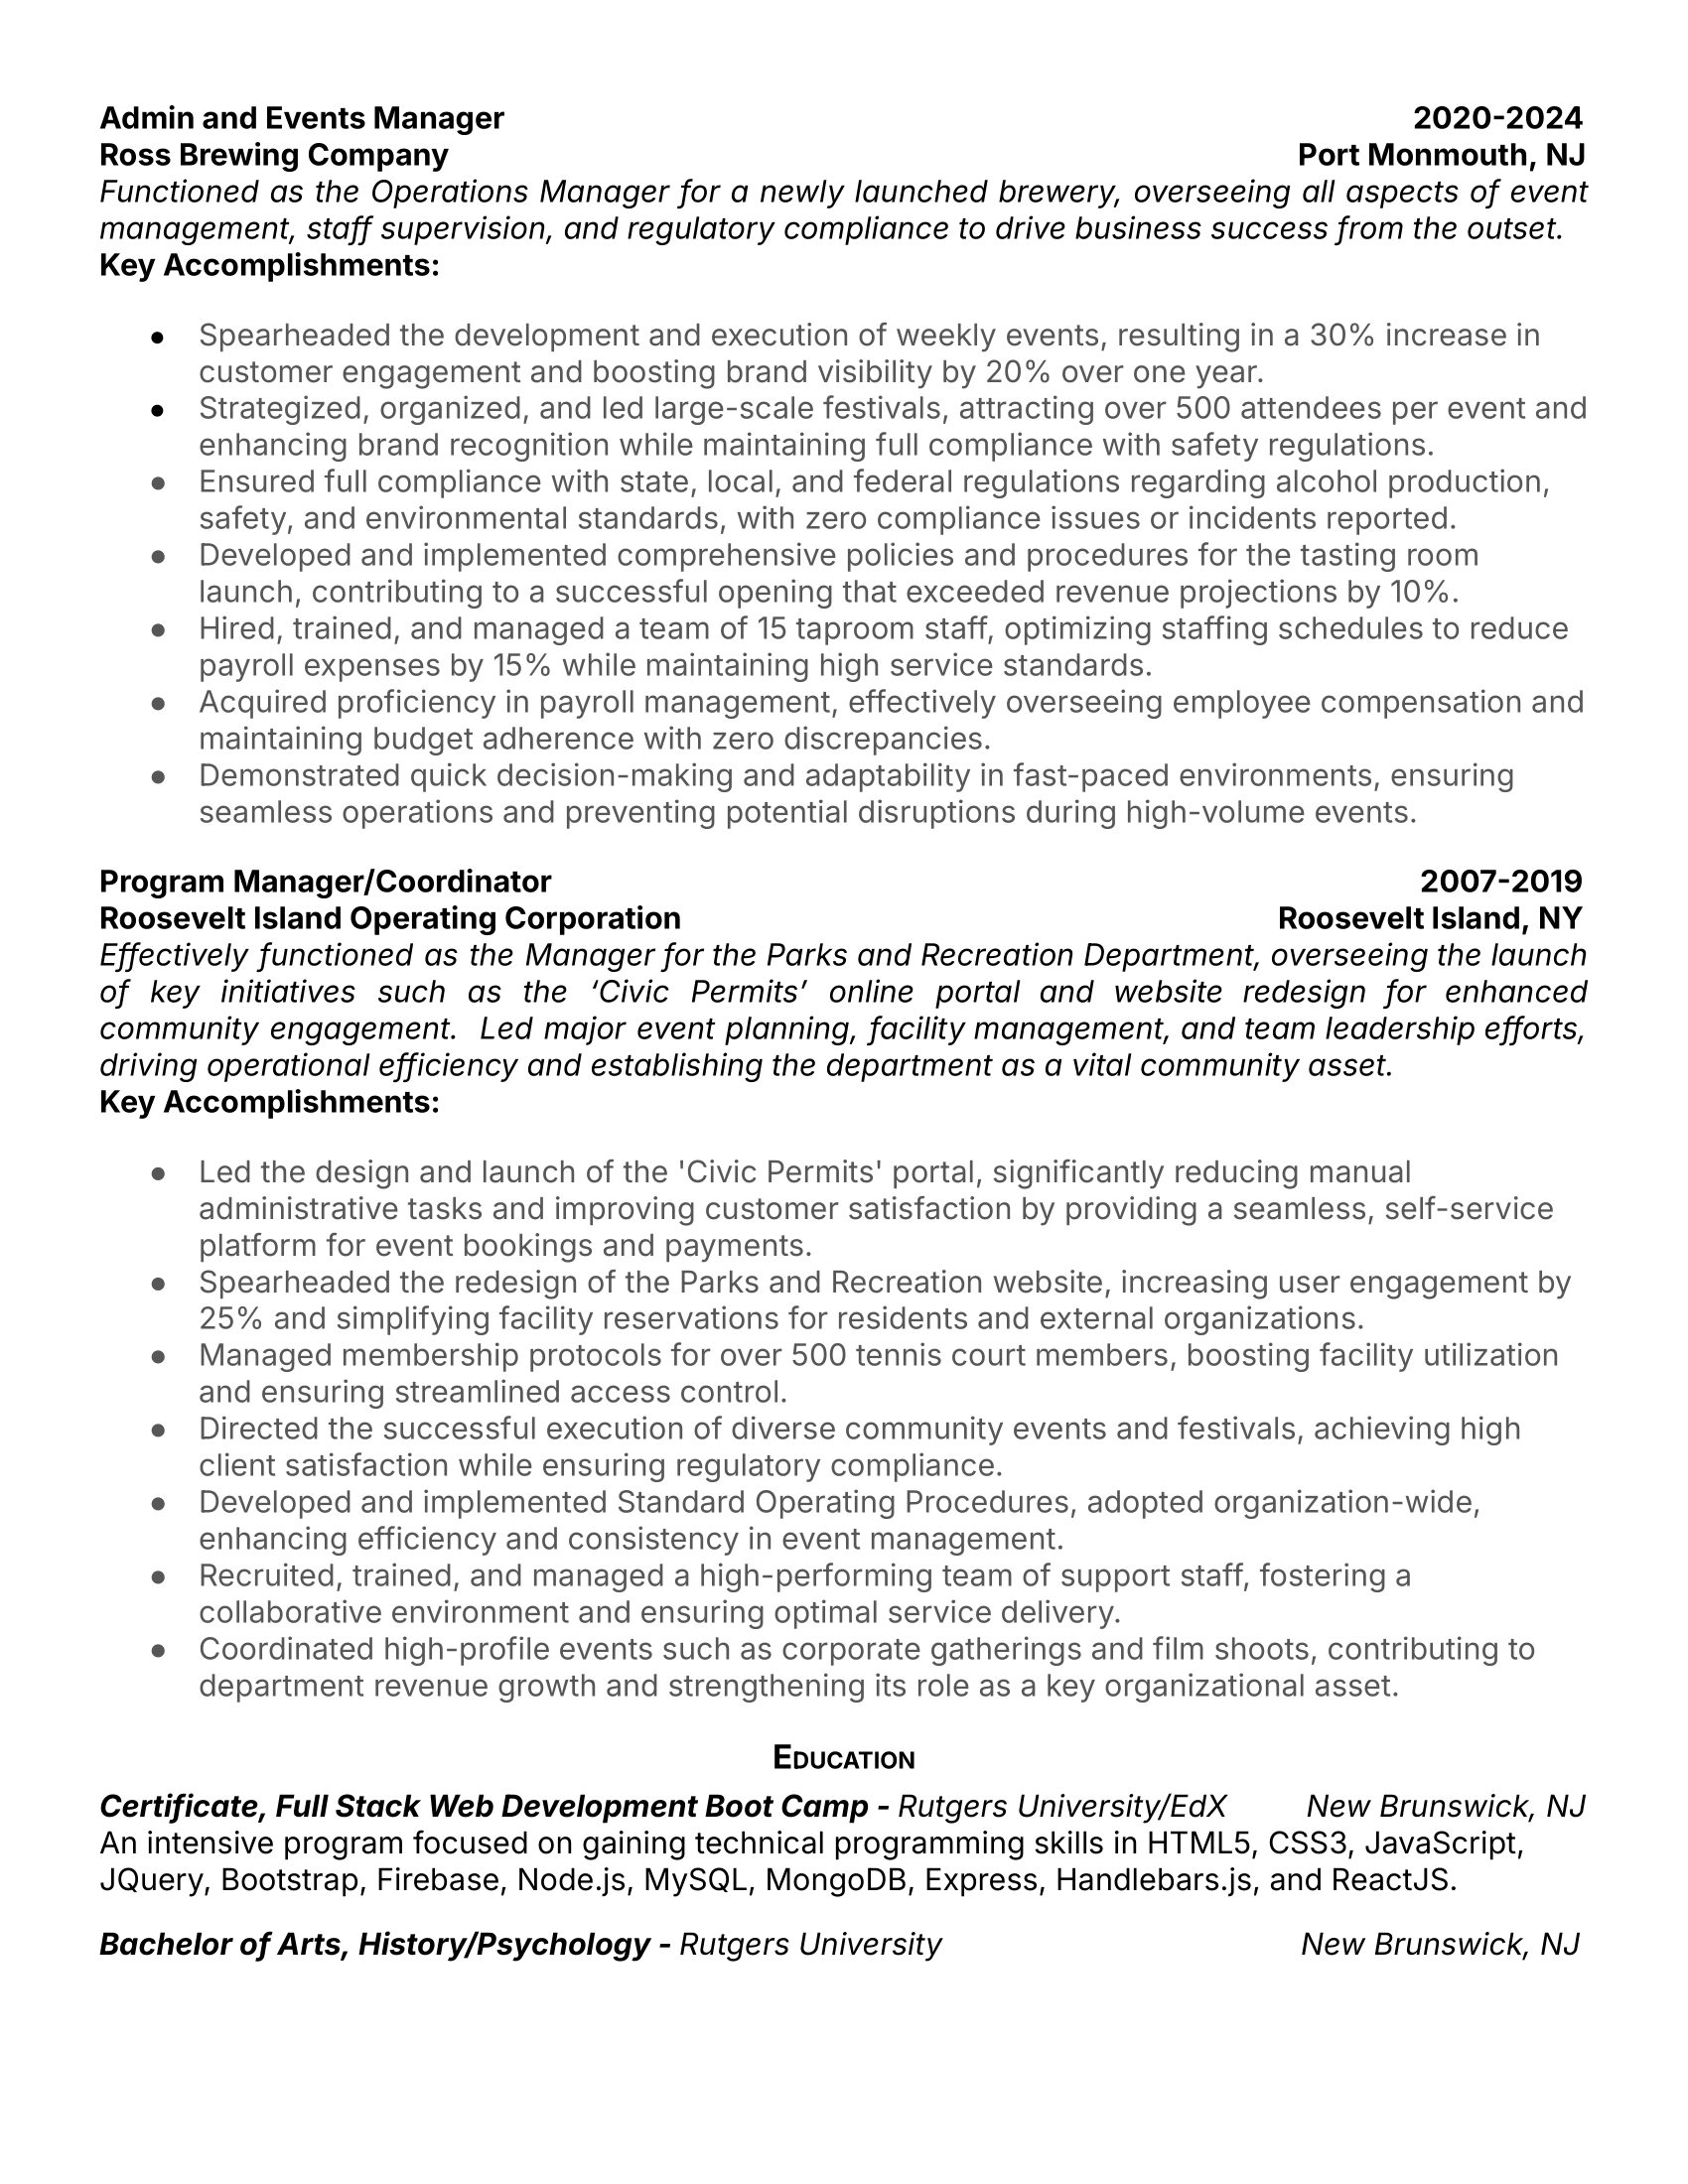 Admin and Events Manager 2020-2024
Ross Brewing Company Port Monmouth, NJ
Functioned as the Operations Manager for a newly launched brewery, overseeing all aspects of event
management, staff supervision, and regulatory compliance to drive business success from the outset.
Key Accomplishments:
● Spearheaded the development and execution of weekly events, resulting in a 30% increase in
customer engagement and boosting brand visibility by 20% over one year.
● Strategized, organized, and led large-scale festivals, attracting over 500 attendees per event and
enhancing brand recognition while maintaining full compliance with safety regulations.
● Ensured full compliance with state, local, and federal regulations regarding alcohol production,
safety, and environmental standards, with zero compliance issues or incidents reported.
● Developed and implemented comprehensive policies and procedures for the tasting room
launch, contributing to a successful opening that exceeded revenue projections by 10%.
● Hired, trained, and managed a team of 15 taproom staff, optimizing staffing schedules to reduce
payroll expenses by 15% while maintaining high service standards.
● Acquired proficiency in payroll management, effectively overseeing employee compensation and
maintaining budget adherence with zero discrepancies.
● Demonstrated quick decision-making and adaptability in fast-paced environments, ensuring
seamless operations and preventing potential disruptions during high-volume events.
Program Manager/Coordinator 2007-2019
Roosevelt Island Operating Corporation Roosevelt Island, NY
Effectively functioned as the Manager for the Parks and Recreation Department, overseeing the launch
of key initiatives such as the ‘Civic Permits’ online portal and website redesign for enhanced
community engagement. Led major event planning, facility management, and team leadership efforts,
driving operational efficiency and establishing the department as a vital community asset.
Key Accomplishments:
● Led the design and launch of the 'Civic Permits' portal, significantly reducing manual
administrative tasks and improving customer satisfaction by providing a seamless, self-service
platform for event bookings and payments.
● Spearheaded the redesign of the Parks and Recreation website, increasing user engagement by
25% and simplifying facility reservations for residents and external organizations.
● Managed membership protocols for over 500 tennis court members, boosting facility utilization
and ensuring streamlined access control.
● Directed the successful execution of diverse community events and festivals, achieving high
client satisfaction while ensuring regulatory compliance.
● Developed and implemented Standard Operating Procedures, adopted organization-wide,
enhancing efficiency and consistency in event management.
● Recruited, trained, and managed a high-performing team of support staff, fostering a
collaborative environment and ensuring optimal service delivery.
● Coordinated high-profile events such as corporate gatherings and film shoots, contributing to
department revenue growth and strengthening its role as a key organizational asset.
Education
Certificate, Full Stack Web Development Boot Camp - Rutgers University/EdX New Brunswick, NJ
An intensive program focused on gaining technical programming skills in HTML5, CSS3, JavaScript,
JQuery, Bootstrap, Firebase, Node.js, MySQL, MongoDB, Express, Handlebars.js, and ReactJS.
Bachelor of Arts, History/Psychology - Rutgers University New Brunswick, NJ